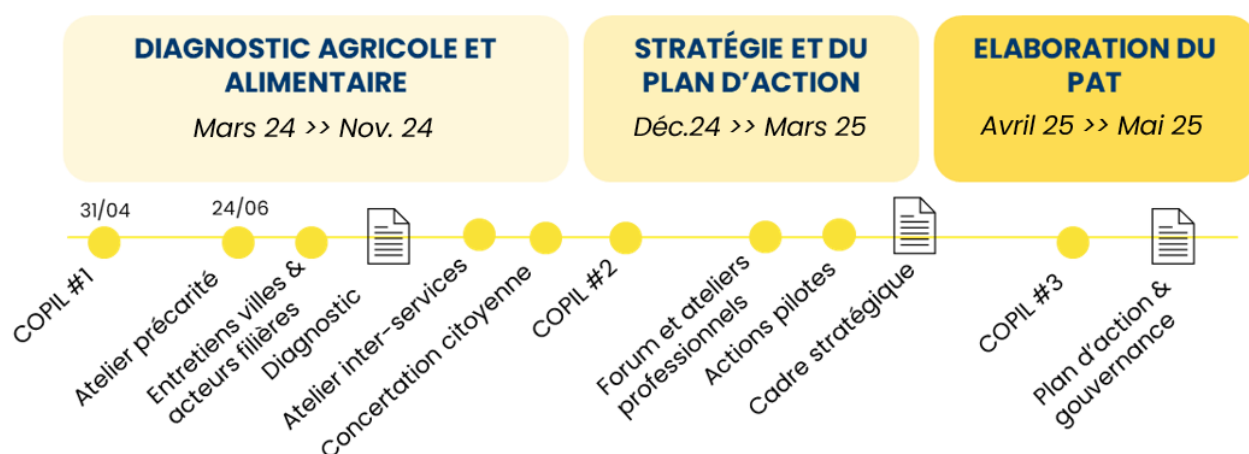 DIAGNOSTIC AGRICOLE ET
ALIMENTAIRE
Mars 24 >> Nov. 24
STRATÉGIE ET DU
PLAN D'ACTION
Déc.24 >> Mars 25
ELABORATION DU
PAT
Avril 25 >> Mai 25
31/04
24/06
COPIL #1
Atelier précarité
Entretiens villes &
acteurs filières
Diagnostic
Atelier inter-services
Concertation citoyenne
COPIL #2
Forum et ateliers
professionnels
Actions pilotes
Cadre stratégique
COPIL #3
Plan d'action &
gouvernance